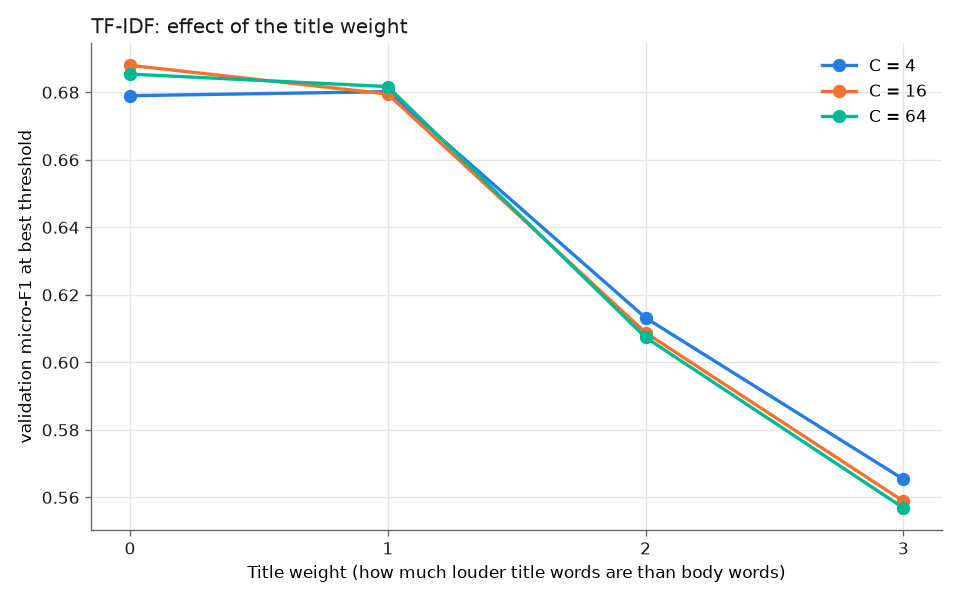 TF-IDF: effect of the title weight
C = 4
C = 16
C = 64
validation micro-F1 at best threshold
0.68
0.66
0.64
0.62
0.60
0.58
0.56
0 1 2 3
Title weight (how much louder title words are than body words)